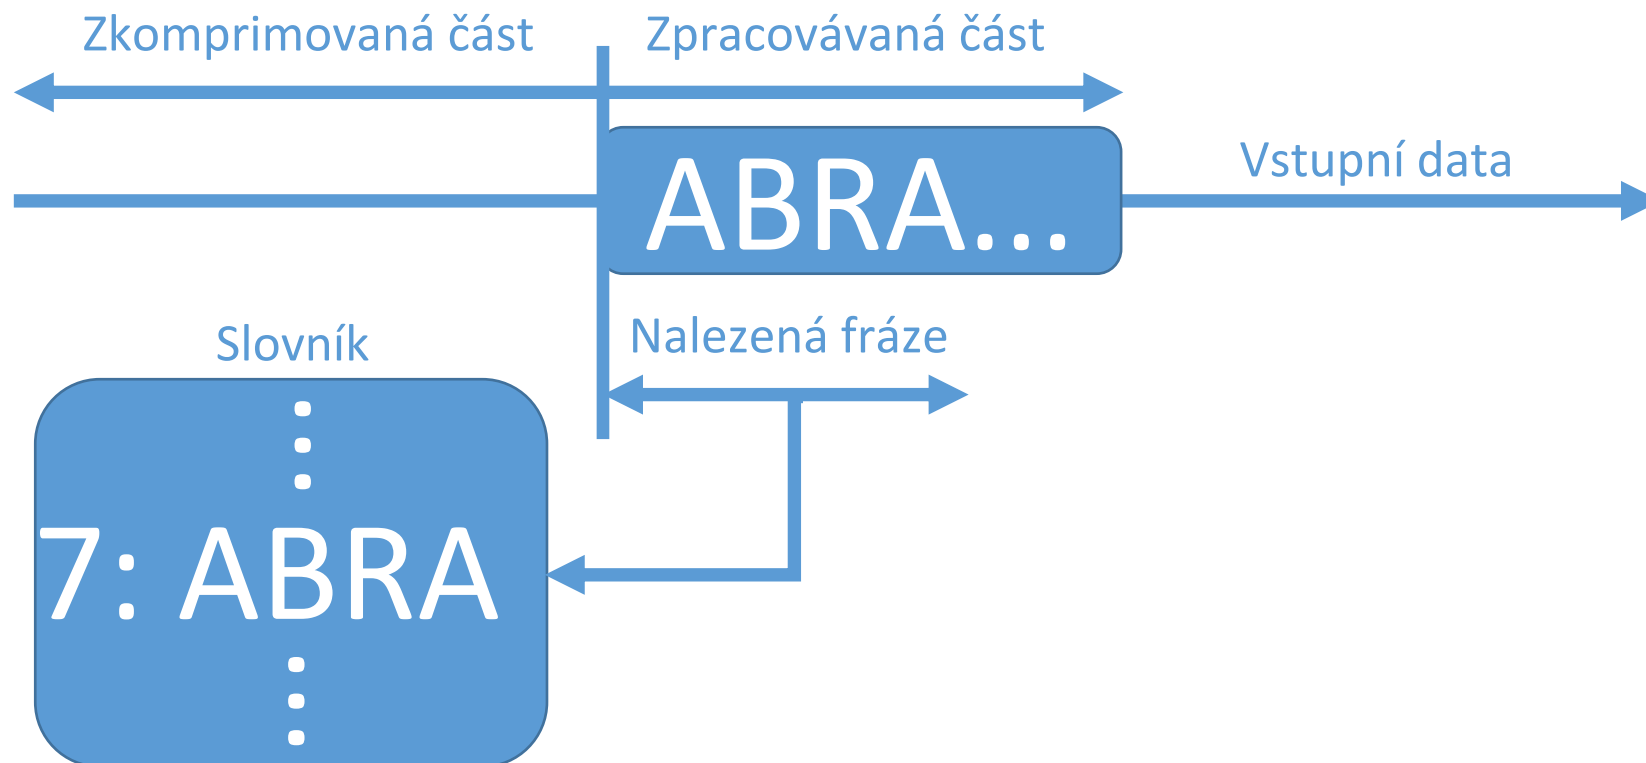 Zkomprimovaná část
Zpracovávaná část
ABRA...
Vstupní data
Nalezená fráze
Slovník
7: ABRA